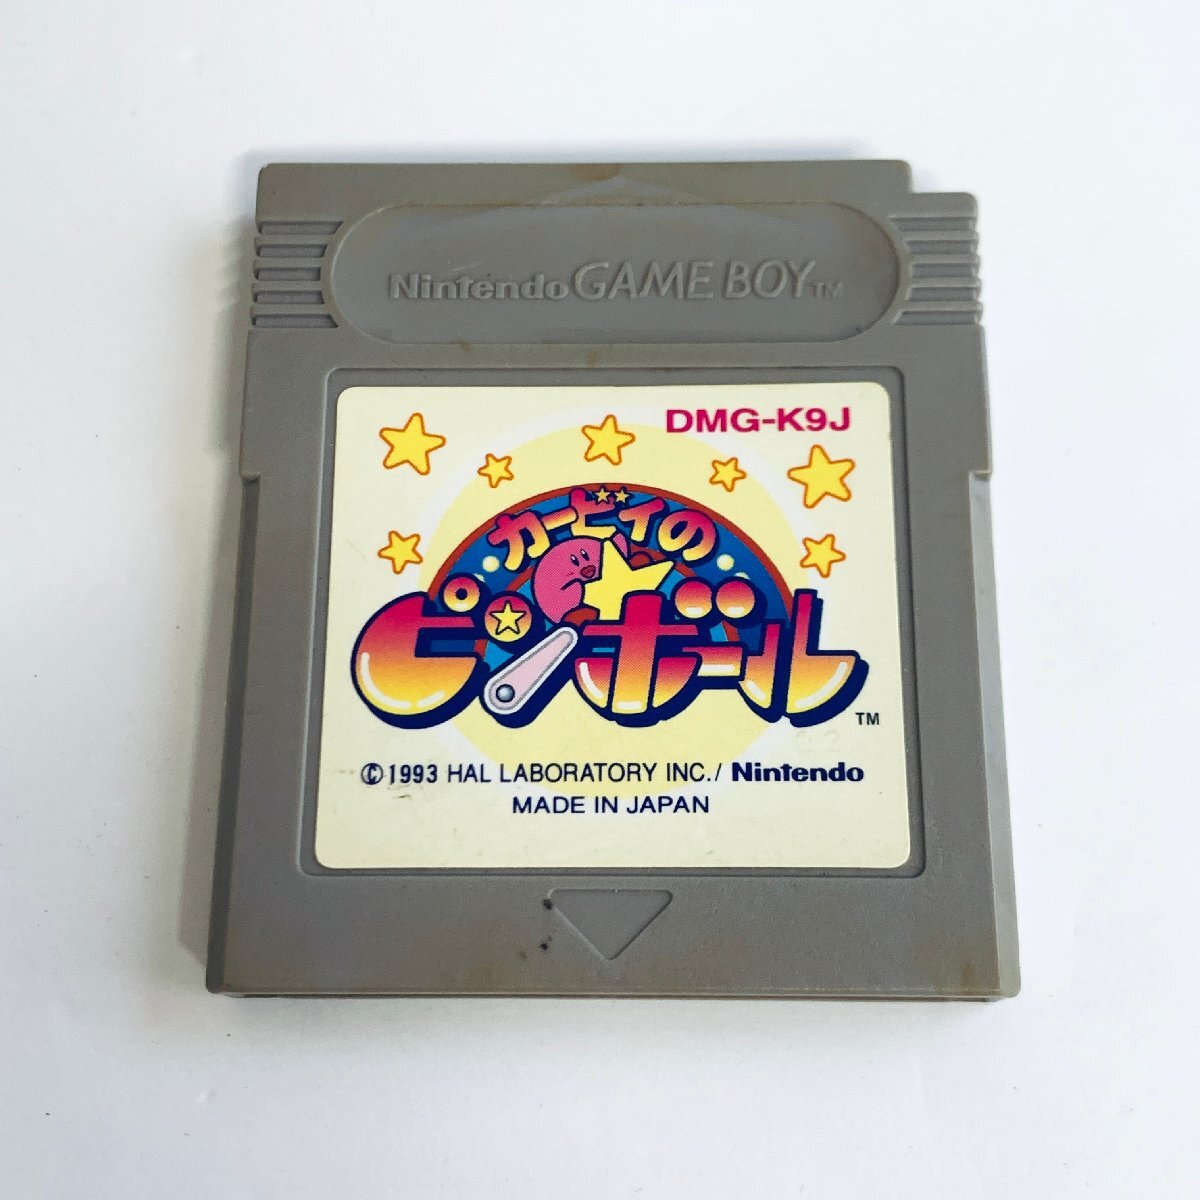 Nintendo GAME BOY TM
DMG-K9J
カービィの
ピンボール
TM
©1993 HAL LABORATORY INC./Nintendo
MADE IN JAPAN